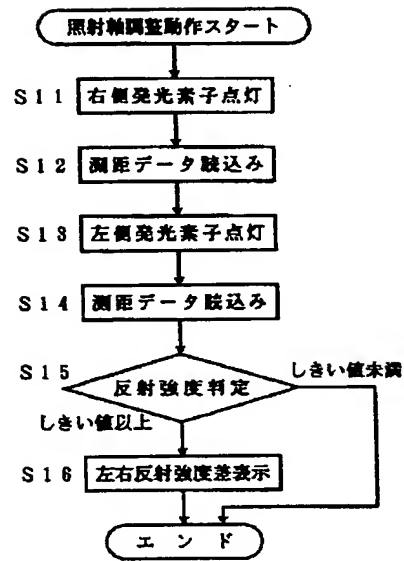 照射軸調整動作スタート
S11 右側発光素子点灯
S12 測距データ読込み
S13 左側発光素子点灯
S14 測距データ読込み
S15 反射強度判定 しきい値未満
しきい値以上
S16 左右反射強度差表示
エンド